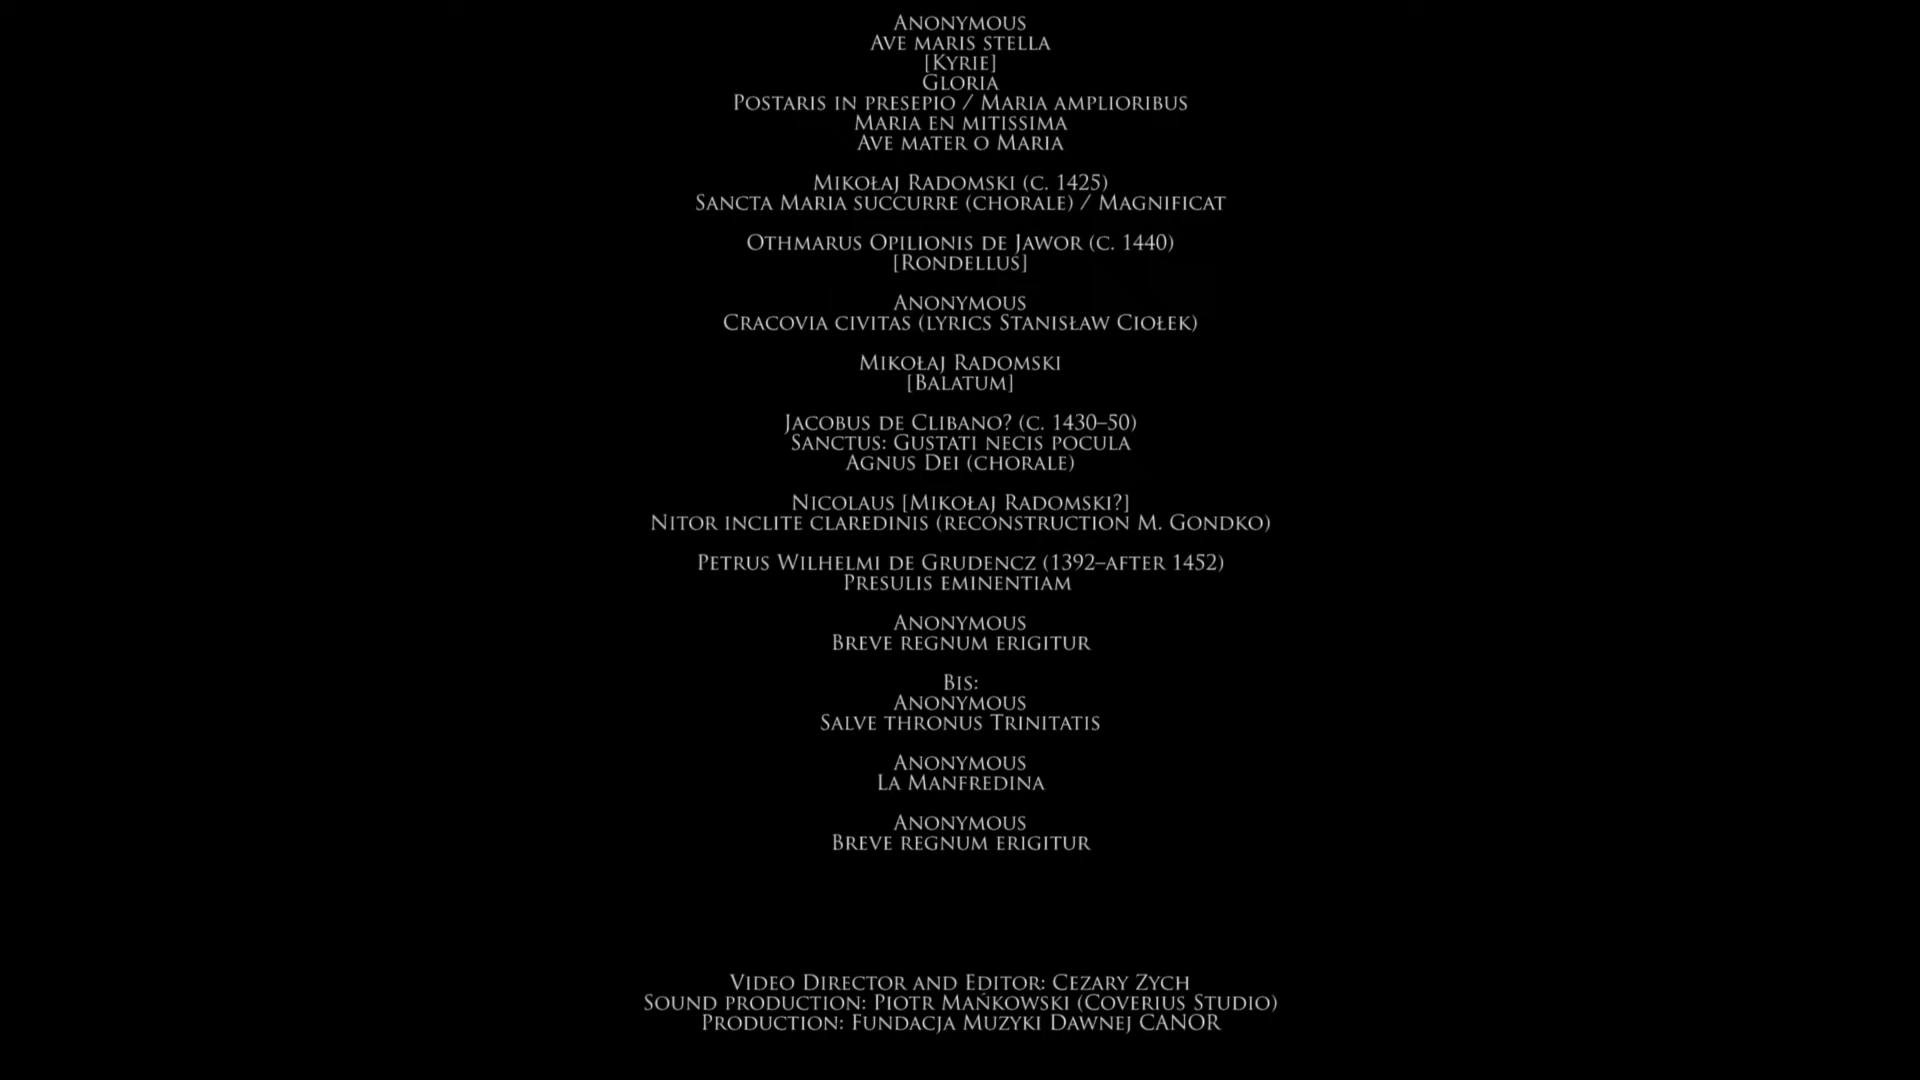 Anonymous
Ave maris stella
[Kyrie]
Gloria
Postaris in presepio / Maria amplioribus
Maria en mitissima
Ave mater o Maria
Mikołaj Radomski (c. 1425)
Sancta Maria succurre (chorale) / Magnificat
Othmarus Opilionis de Jawor (c. 1440)
[Rondellus]
Anonymous
Cracovia civitas (lyrics Stanisław Ciołek)
Mikołaj Radomski
[Balatum]
Jacobus de Clibano? (c. 1430–50)
Sanctus: Gustati necis pocula
Agnus Dei (chorale)
Nicolaus [Mikołaj Radomski?]
Nitor inclite claredinis (reconstruction M. Gondko)
Petrus Wilhelmi de Grudencz (1392–after 1452)
Presulis eminentiam
Anonymous
Breve regnum erigitur
Bis:
Anonymous
Salve thronus Trinitatis
Anonymous
La Manfredina
Anonymous
Breve regnum erigitur
Video Director and Editor: Cezary Zych
Sound production: Piotr Mańkowski (Coverius Studio)
Production: Fundacja Muzyki Dawnej CANOR